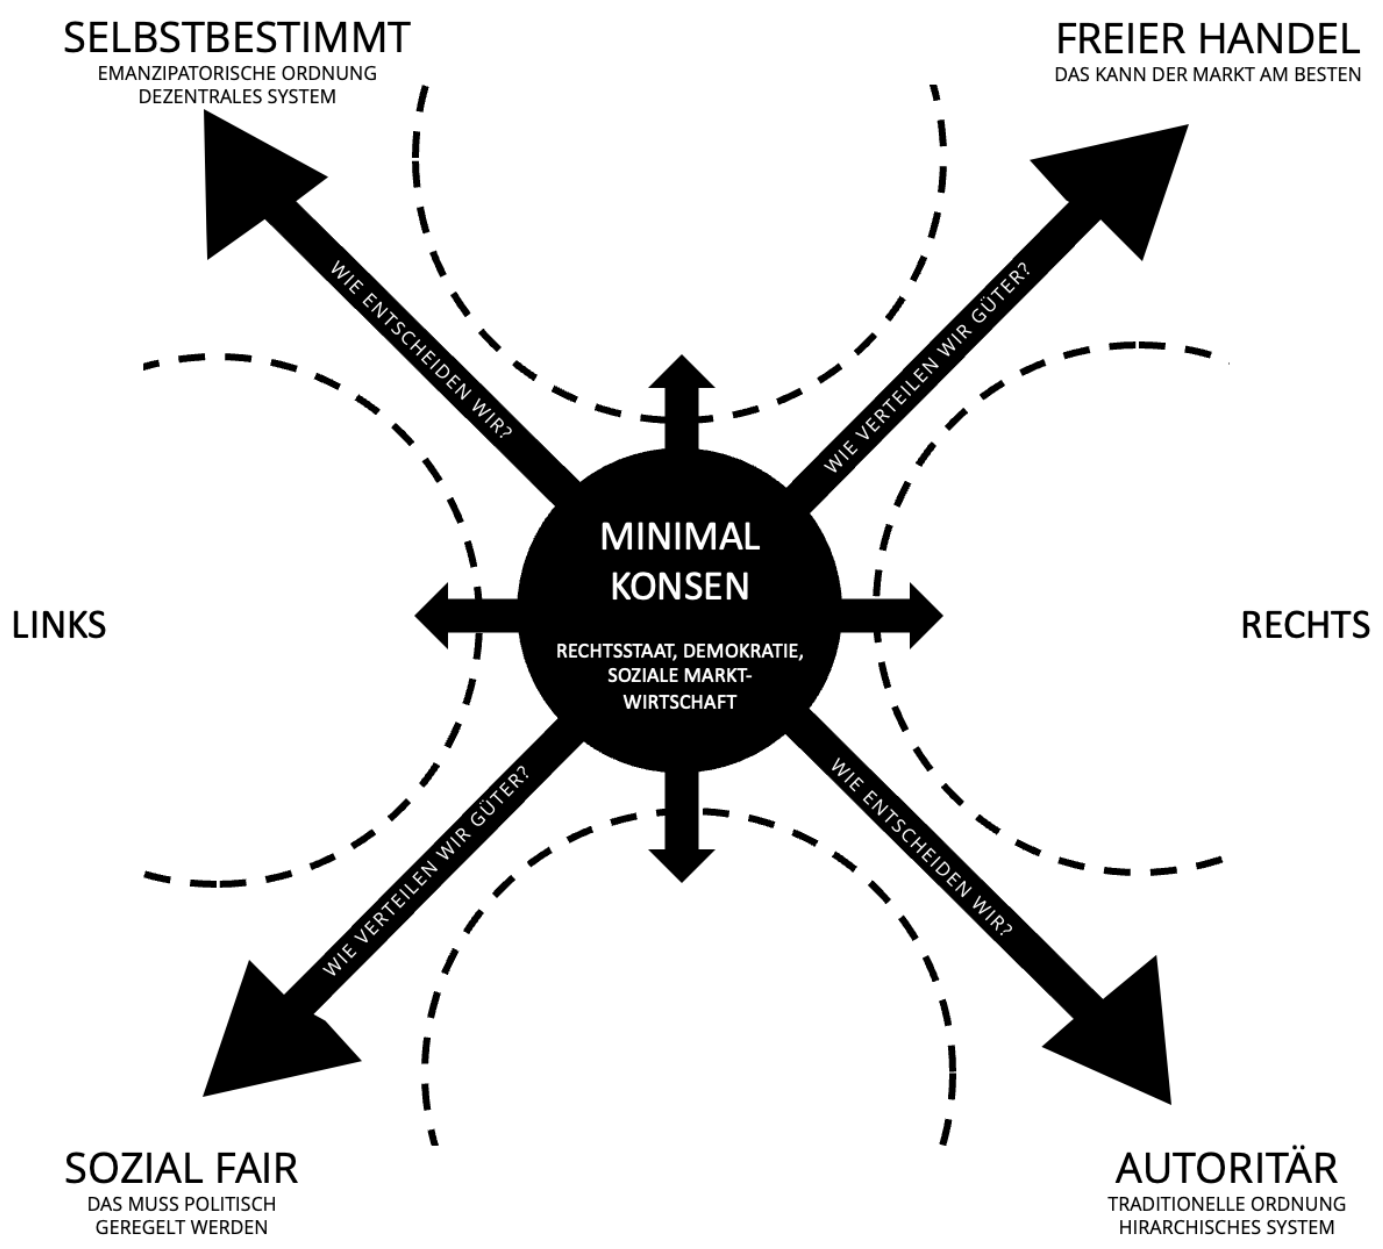 SELBSTBESTIMMT
EMANZIPATORISCHE ORDNUNG
DEZENTRALES SYSTEM
FREIER HANDEL
DAS KANN DER MARKT AM BESTEN
WIE ENTSCHEIDEN WIR?
WIE VERTEILEN WIR GÜTER?
LINKS
MINIMAL
KONSEN
RECHTSSTAAT, DEMOKRATIE,
SOZIALE MARKT-
WIRTSCHAFT
RECHTS
WIE VERTEILEN WIR GÜTER?
WIE ENTSCHEIDEN WIR?
SOZIAL FAIR
DAS MUSS POLITISCH
GEREGELT WERDEN
AUTORITÄR
TRADITIONELLE ORDNUNG
HIRARCHISCHES SYSTEM